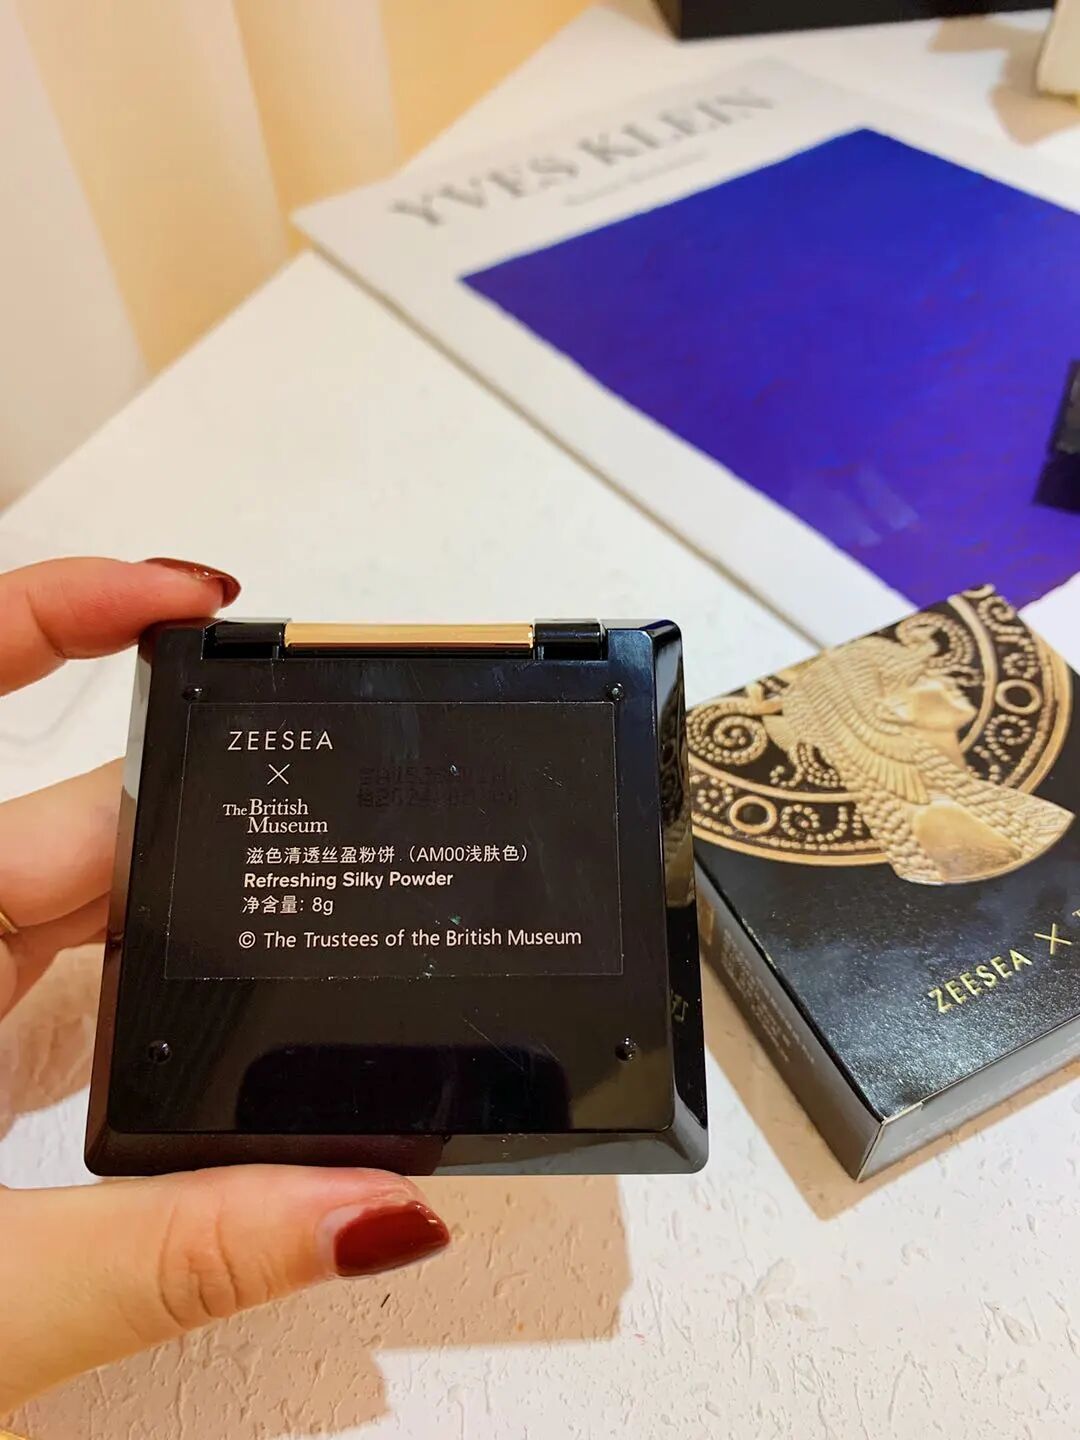 YVES KLEIN
ZEESEA
×
The British
Museum
滋色清透丝盈粉饼.（AM00浅肤色）
Refreshing Silky Powder
净含量: 8g
© The Trustees of the British Museum
ZEESEA ×